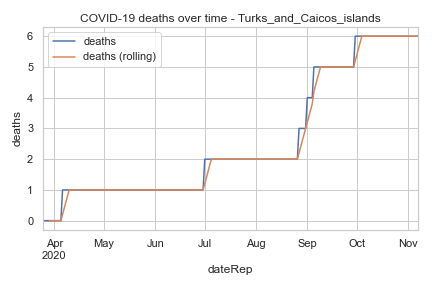 COVID-19 deaths over time - Turks_and_Caicos_islands
deaths
deaths (rolling)
deaths
6
5
4
3
2
1
0
Apr May Jun Jul Aug Sep Oct Nov
2020
dateRep